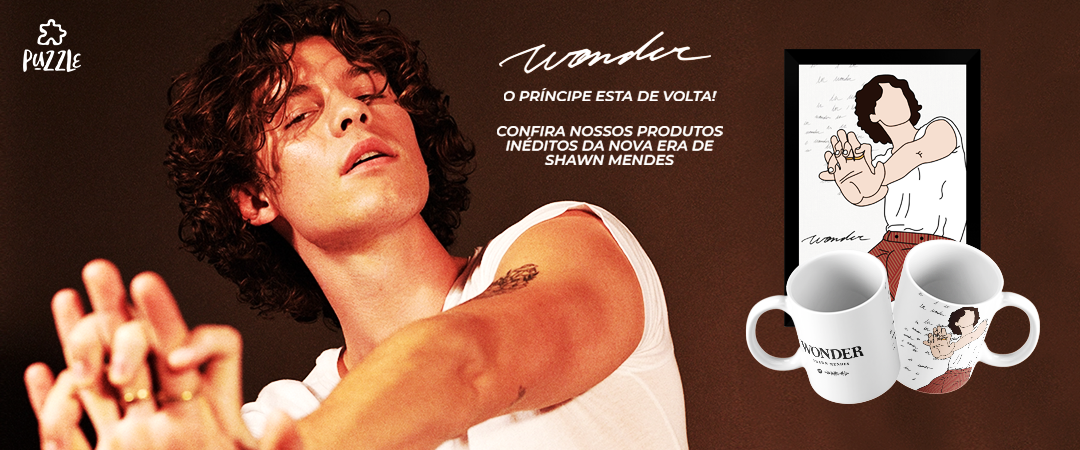 PUZZLE
wonder
O PRÍNCIPE ESTA DE VOLTA!
CONFIRA NOSSOS PRODUTOS
INÉDITOS DA NOVA ERA DE
SHAWN MENDES
wonder
WONDER
SHAWN MENDES